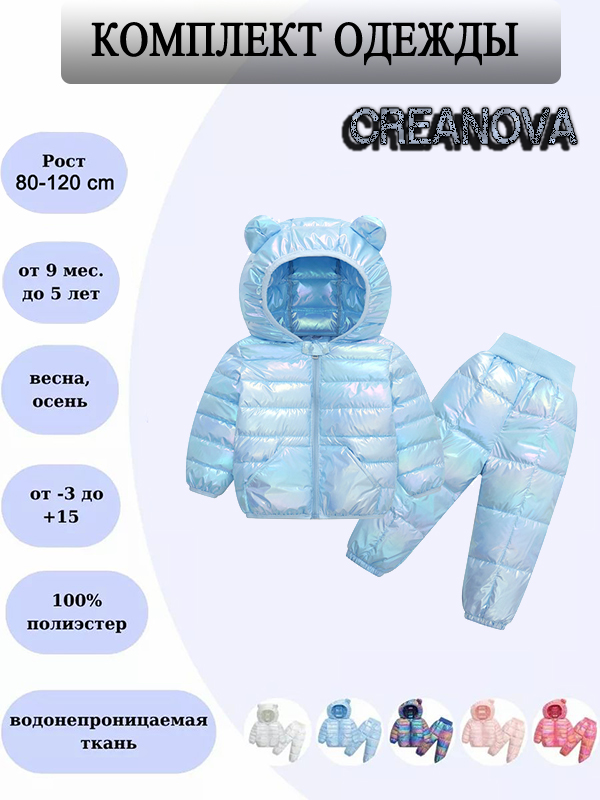 КОМПЛЕКТ ОДЕЖДЫ
CREANOVA
Рост
80-120 cm
от 9 мес.
до 5 лет
весна,
осень
от -3 до
+15
100%
полиэстер
водонепроницаемая
ткань